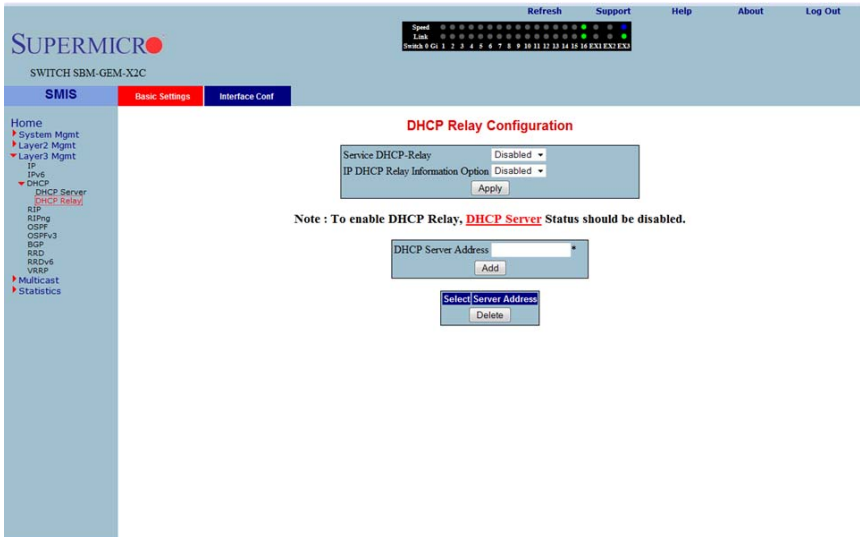 Refresh Support Help About Log Out
Speed
Link
Switch 0 Gi 1 2 3 4 5 6 7 8 9 10 11 12 13 14 15 16 EX1 EX2 EX3
SUPERMICRO
SWITCH SBM-GEM-X2C
SMIS
Basic Settings
Interface Conf
Home
System Mgmt
Layer2 Mgmt
Layer3 Mgmt
IP
IPv6
DHCP
DHCP Server
DHCP Relay
RIP
RIPng
OSPF
OSPFv3
BGP
RRD
RRDv6
VRRP
Multicast
Statistics
DHCP Relay Configuration
Service DHCP-Relay Disabled
IP DHCP Relay Information Option Disabled
Apply
Note : To enable DHCP Relay, DHCP Server Status should be disabled.
DHCP Server Address *
Add
Select Server Address
Delete